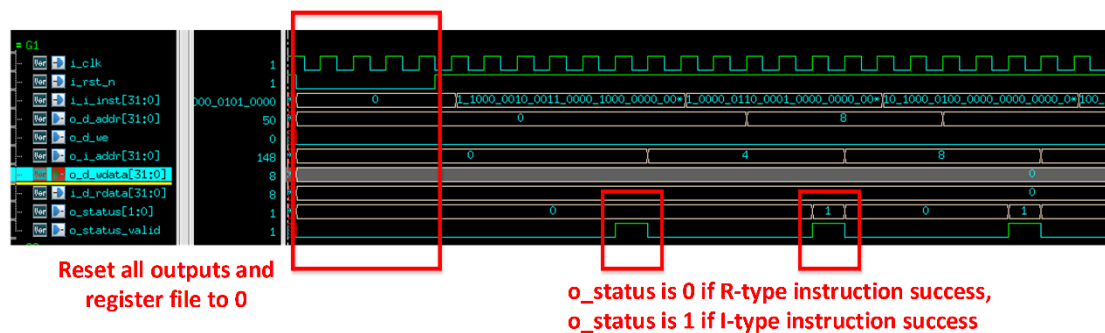 G1
i_clk 1
i_rst_n 1
i_i_inst[31:0] 000_0101_0000 0 1_1000_0010_0011_0000_1000_0000_00* 1_0000_0110_0001_0000_0000_00* 10_1000_0100_0000_0000_0000_0* 100_
o_d_addr[31:0] 50 0 8
o_d_we 0
o_i_addr[31:0] 148 0 4 8
o_d_wdata[31:0] 8 0
i_d_rdata[31:0] 8 0
o_status[1:0] 1 0 1 0 1
o_status_valid 1
Reset all outputs and
register file to 0
o_status is 0 if R-type instruction success,
o_status is 1 if I-type instruction success